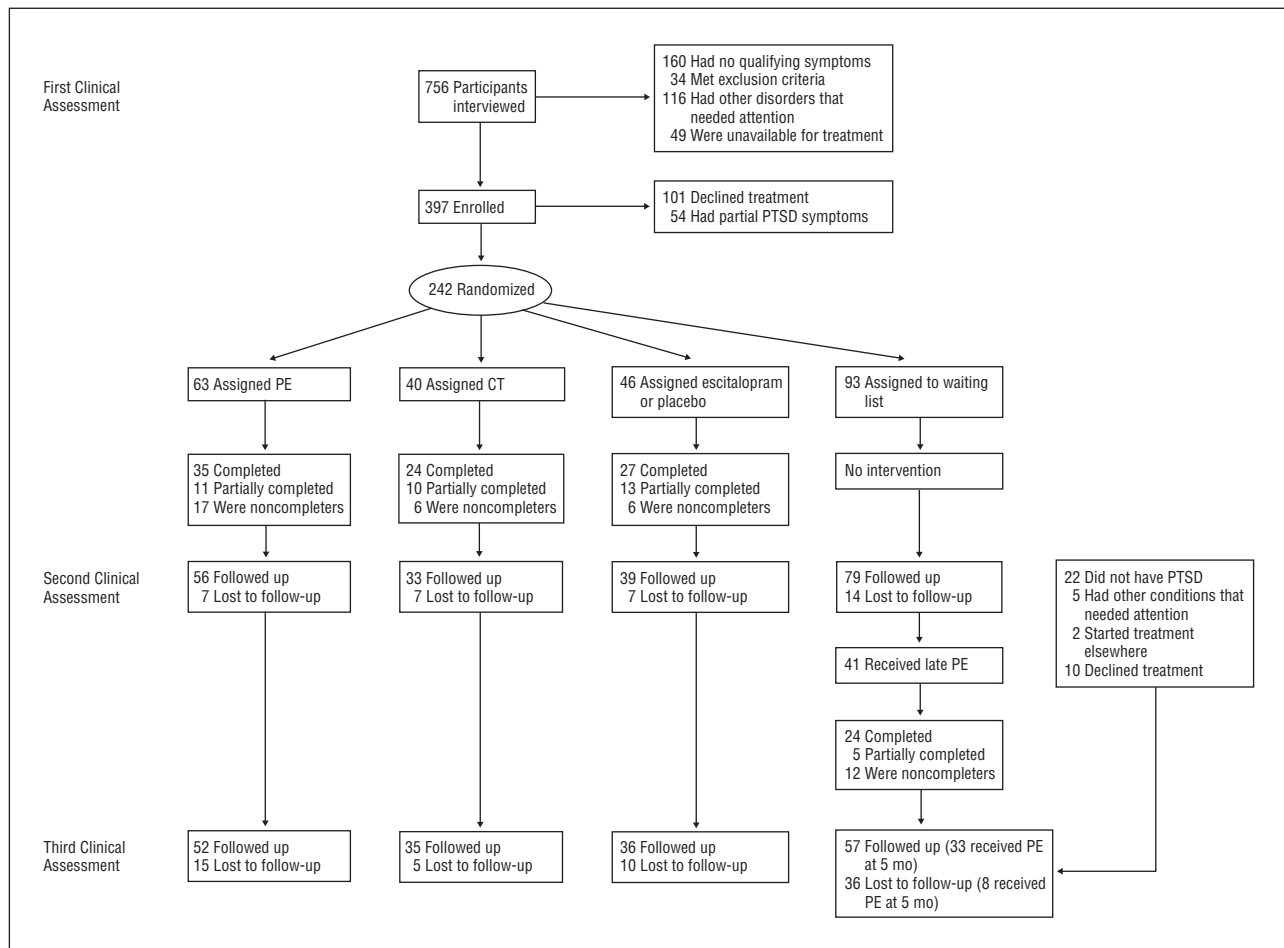 First Clinical
Assessment
756 Participants
interviewed
160 Had no qualifying symptoms
34 Met exclusion criteria
116 Had other disorders that
needed attention
49 Were unavailable for treatment
397 Enrolled
101 Declined treatment
54 Had partial PTSD symptoms
242 Randomized
63 Assigned PE
40 Assigned CT
46 Assigned escitalopram
or placebo
93 Assigned to waiting
list
35 Completed
11 Partially completed
17 Were noncompleters
24 Completed
10 Partially completed
6 Were noncompleters
27 Completed
13 Partially completed
6 Were noncompleters
No intervention
Second Clinical
Assessment
56 Followed up
7 Lost to follow-up
33 Followed up
7 Lost to follow-up
39 Followed up
7 Lost to follow-up
79 Followed up
14 Lost to follow-up
22 Did not have PTSD
5 Had other conditions that
needed attention
2 Started treatment
elsewhere
10 Declined treatment
41 Received late PE
24 Completed
5 Partially completed
12 Were noncompleters
Third Clinical
Assessment
52 Followed up
15 Lost to follow-up
35 Followed up
5 Lost to follow-up
36 Followed up
10 Lost to follow-up
57 Followed up (33 received PE
at 5 mo)
36 Lost to follow-up (8 received
PE at 5 mo)